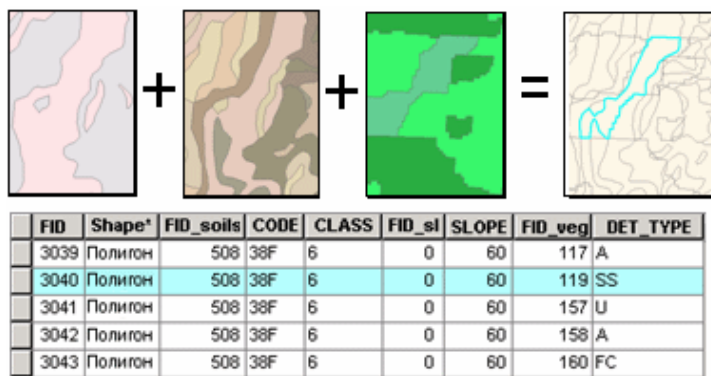 + + =
FID Shape* FID_soils CODE CLASS FID_sl SLOPE FID_veg DET_TYPE
3039 Полигон 508 38F 6 0 60 117 A
3040 Полигон 508 38F 6 0 60 119 SS
3041 Полигон 508 38F 6 0 60 157 U
3042 Полигон 508 38F 6 0 60 158 A
3043 Полигон 508 38F 6 0 60 160 FC